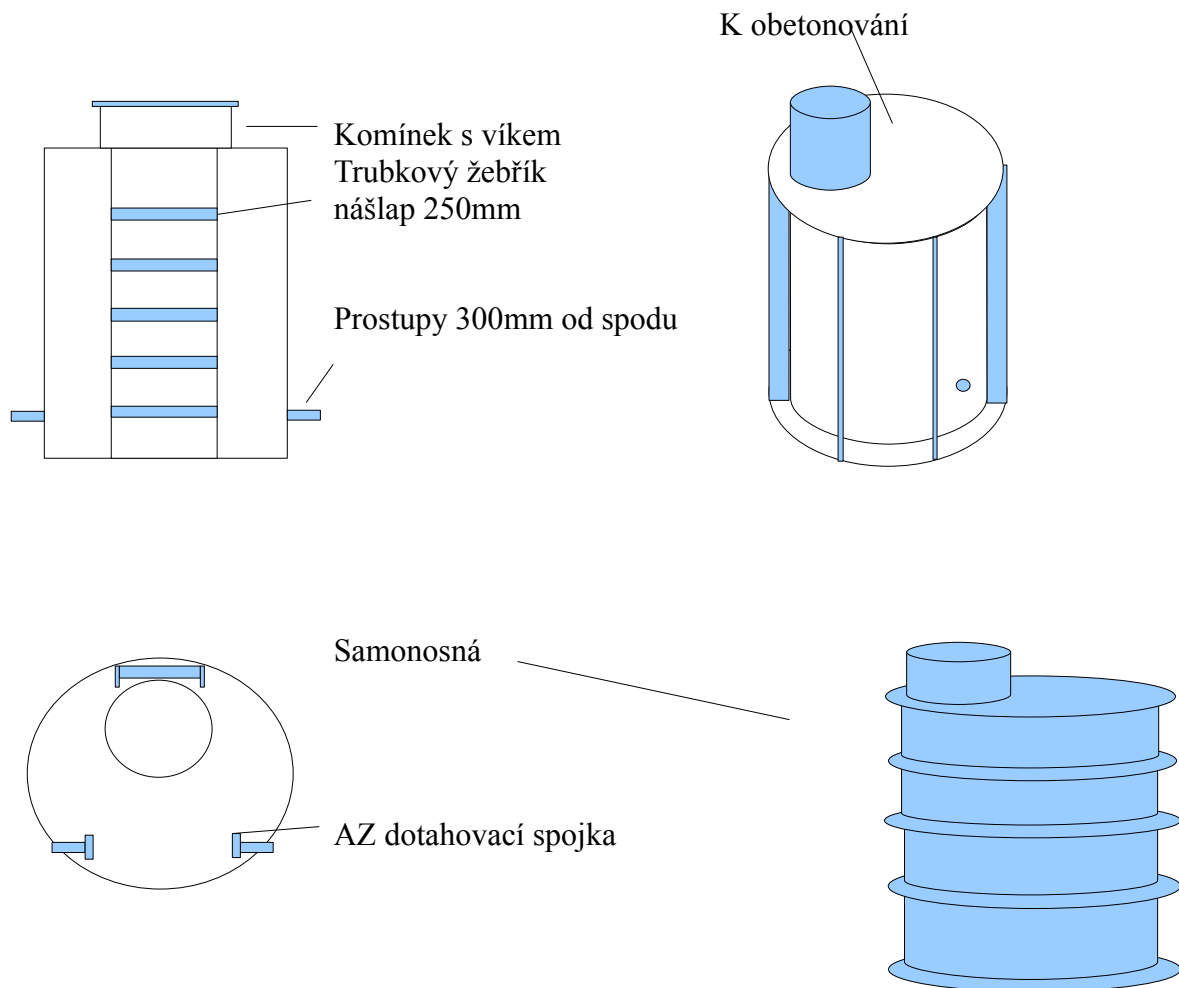 K obetonování
Komínek s víkem
Trubkový žebřík
nášlap 250mm
Prostupy 300mm od spodu
Samonosná
AZ dotahovací spojka